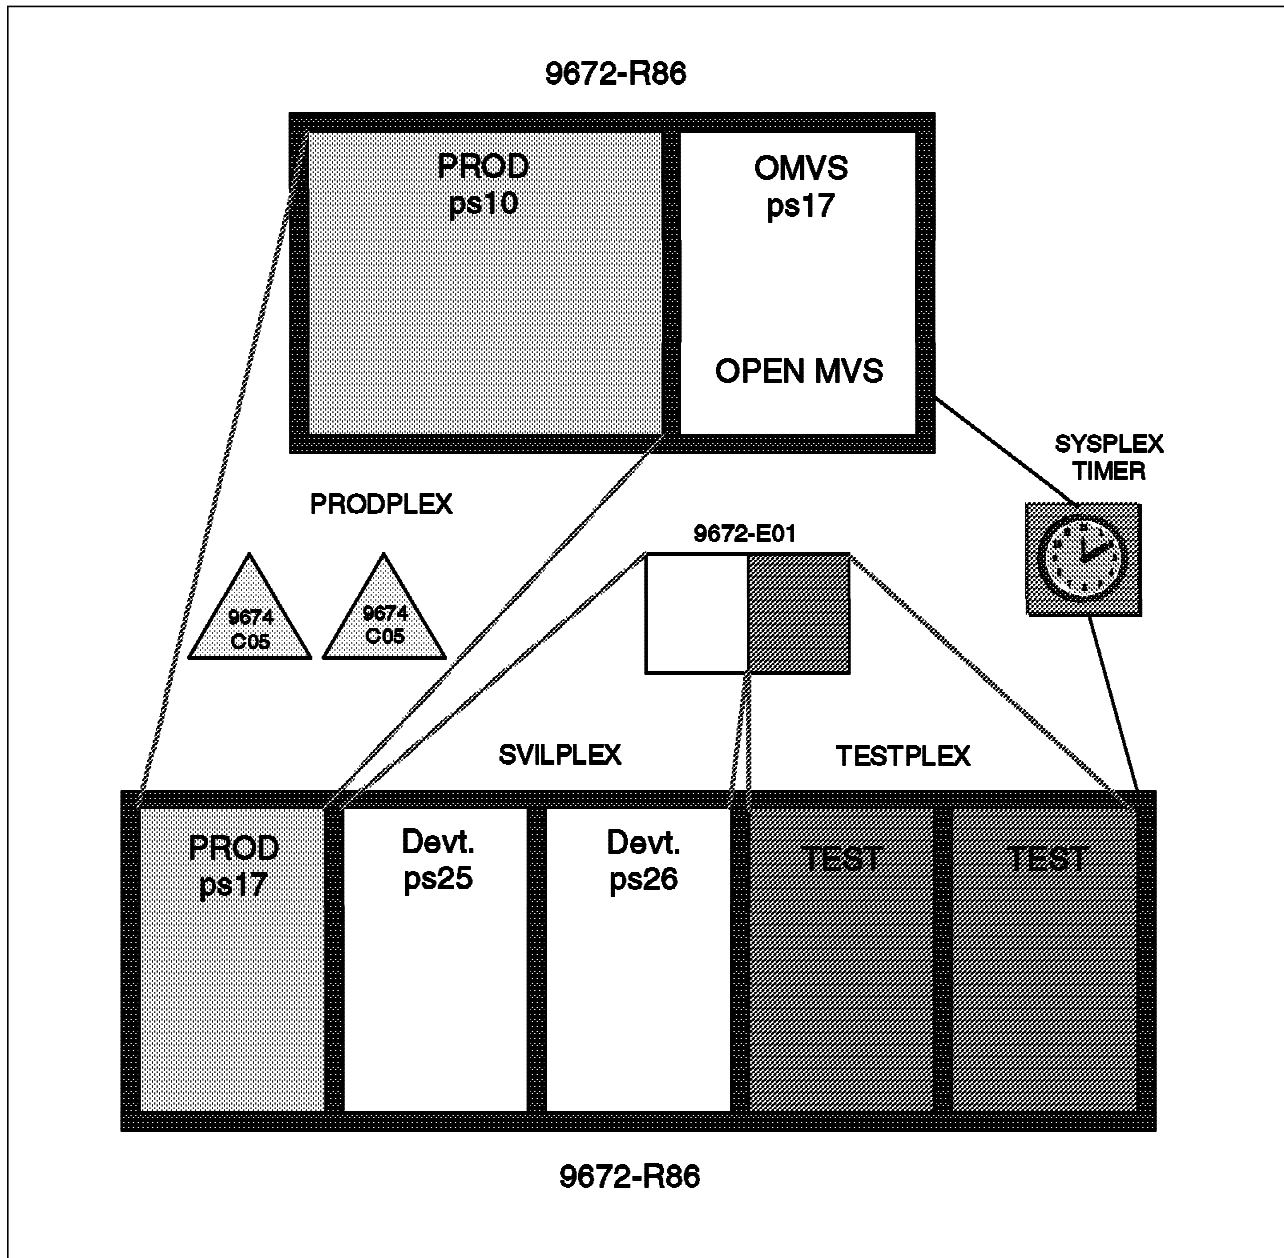 9672-R86
PROD
ps10
OMVS
ps17
OPEN MVS
SYSPLEX
TIMER
PRODPLEX
9672-E01
9674
C05
9674
C05
SVILPLEX
TESTPLEX
PROD
ps17
Devt.
ps25
Devt.
ps26
TEST
TEST
9672-R86